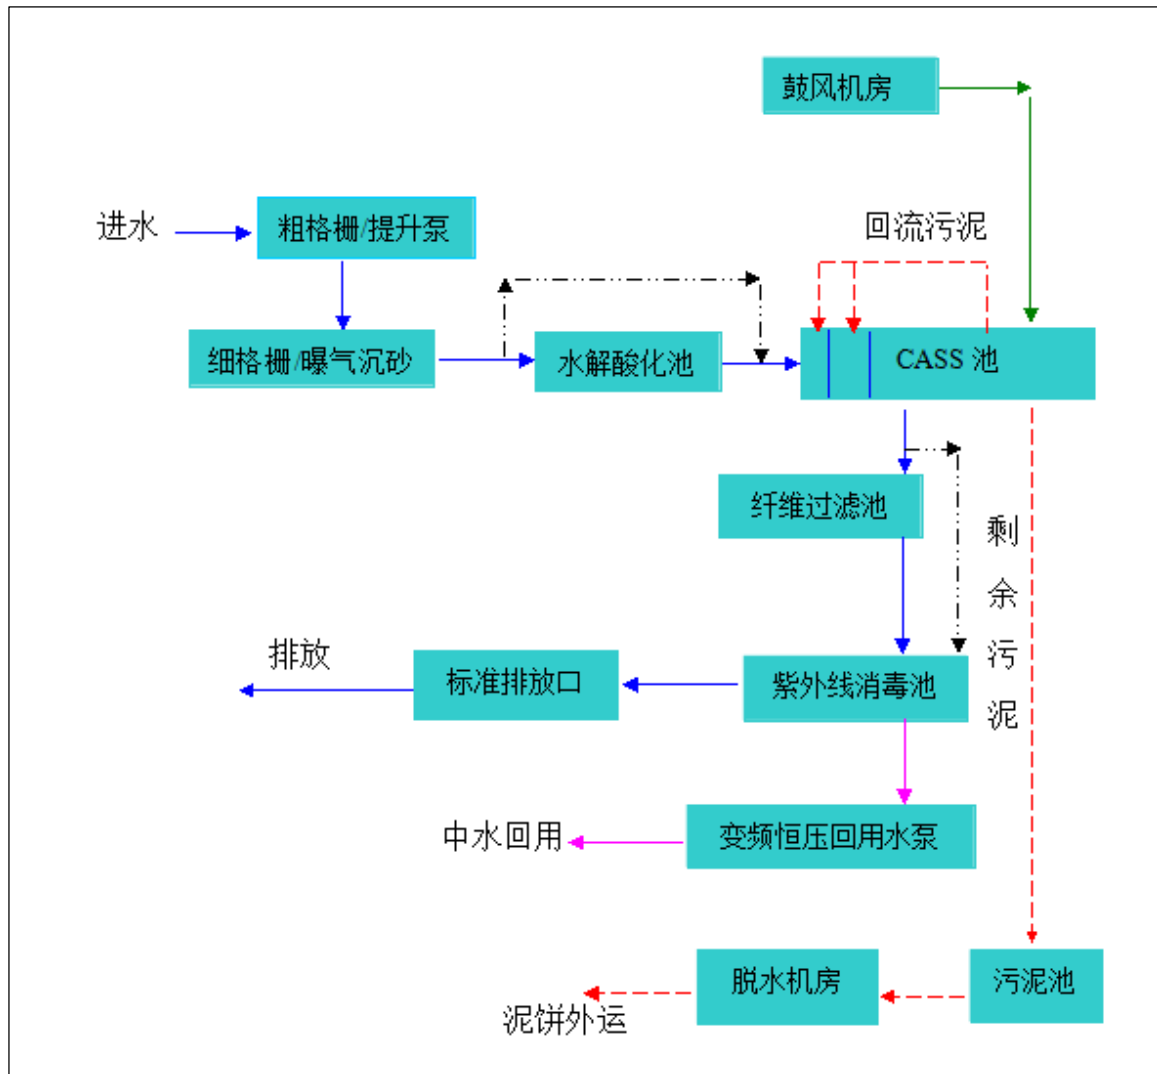 鼓风机房
进水
粗格栅/提升泵
回流污泥
细格栅/曝气沉砂
水解酸化池
CASS 池
纤维过滤池
剩
余
污
泥
排放
标准排放口
紫外线消毒池
中水回用
变频恒压回用水泵
脱水机房
污泥池
泥饼外运